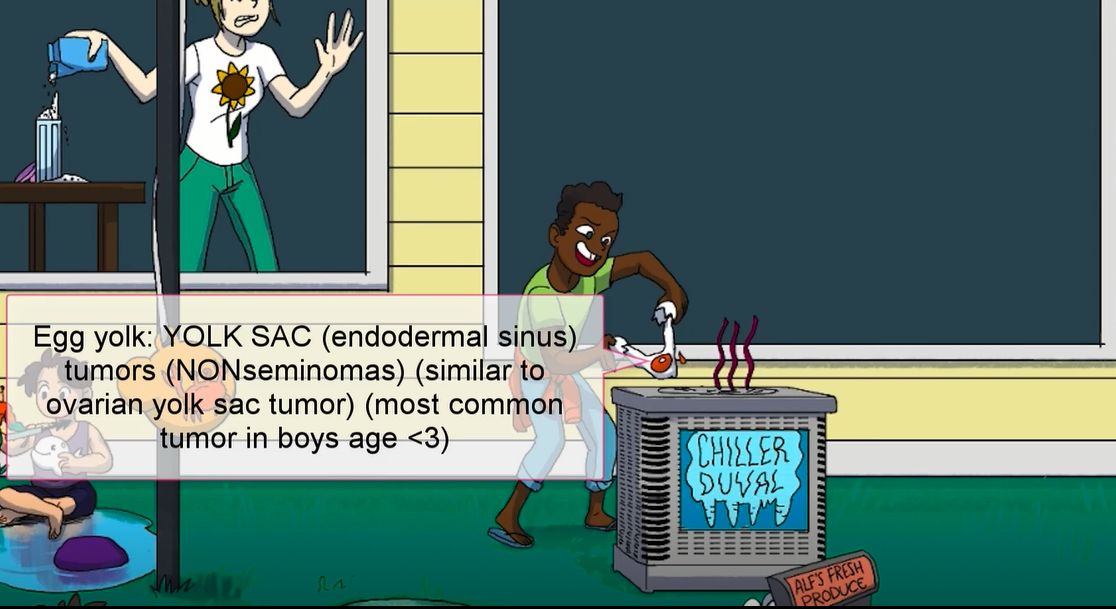 Egg yolk: YOLK SAC (endodermal sinus)
tumors (NONseminomas) (similar to
ovarian yolk sac tumor) (most common
tumor in boys age <3)
CHILLER
DUVAL
ALF'S FRESH
PRODUCE